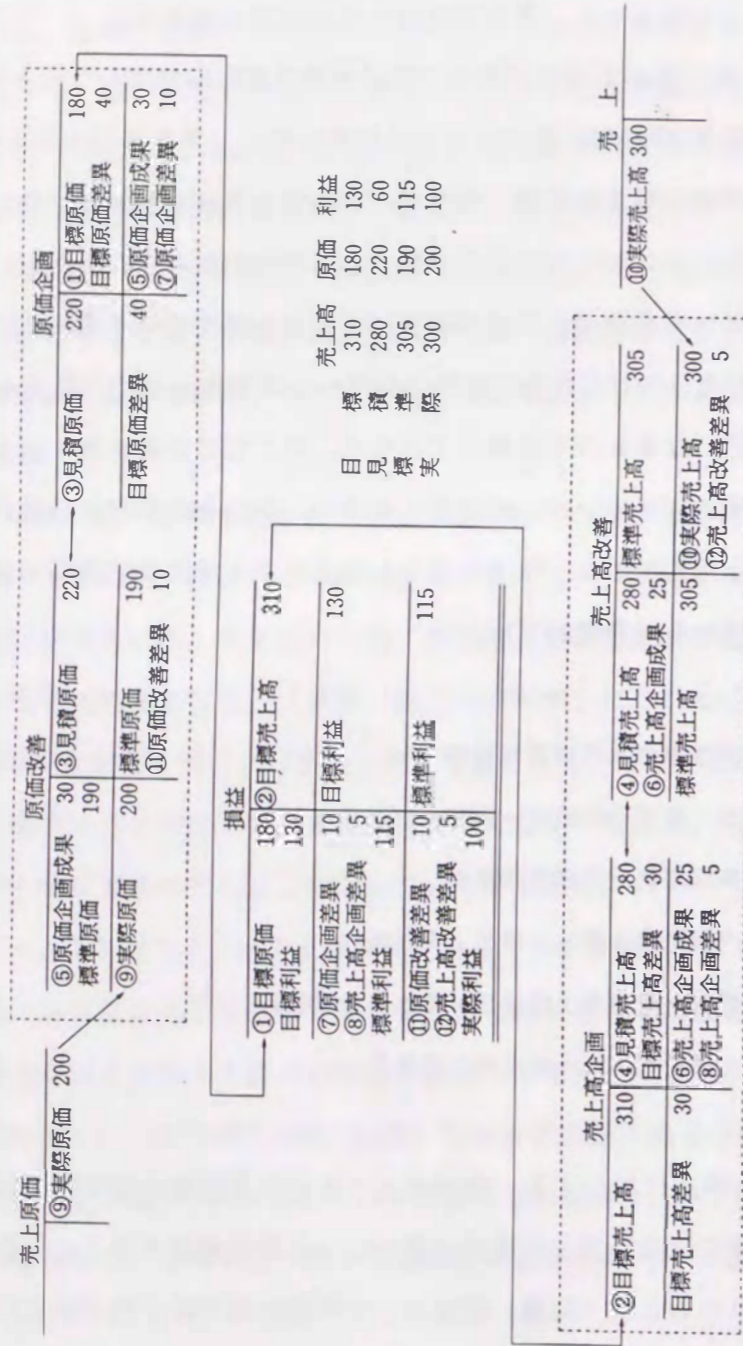 売上原価
⑨実際原価 200
原価改善
⑤原価企画成果 30 ③見積原価 220
標準原価 190
⑨実際原価 200 標準原価 190
⑪原価改善差異 10
原価企画
③見積原価 220 ①目標原価 180
目標原価差異 40
目標原価差異 40 ⑤原価企画成果 30
⑦原価企画差異 10
損益
①目標原価 180 ②目標売上高 310
目標利益 130
⑦原価企画差異 10 目標利益 130
⑧売上高企画差異 5
標準利益 115
⑪原価改善差異 10 標準利益 115
⑫売上高改善差異 5
実際利益 100
売上高 原価 利益
目標 310 180 130
見積 280 220 60
標準 305 190 115
実際 300 200 100
売上高企画
②目標売上高 310 ④見積売上高 280
目標売上高差異 30
目標売上高差異 30 ⑥売上高企画成果 25
⑧売上高企画差異 5
売上高改善
④見積売上高 280 標準売上高 305
⑥売上高企画成果 25
標準売上高 305 ⑩実際売上高 300
⑫売上高改善差異 5
売上
⑩実際売上高 300